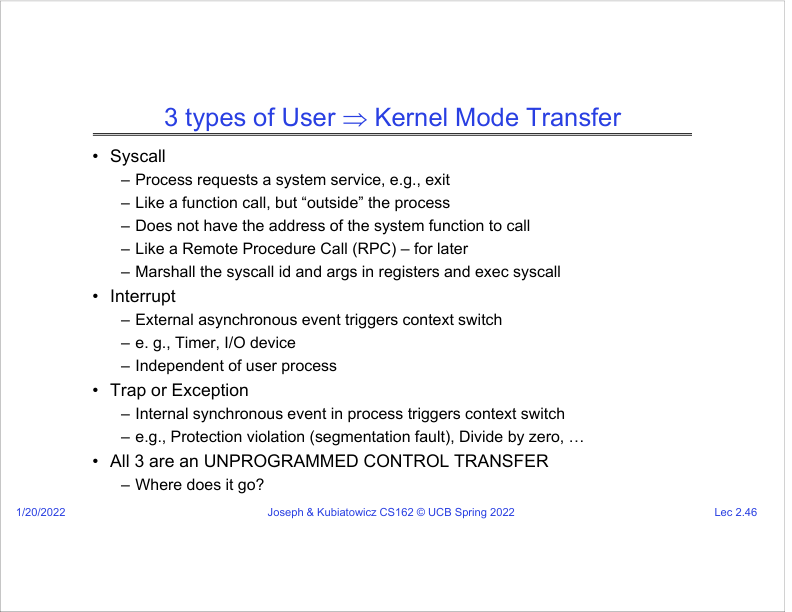 3 types of User ⇒ Kernel Mode Transfer
• Syscall
– Process requests a system service, e.g., exit
– Like a function call, but “outside” the process
– Does not have the address of the system function to call
– Like a Remote Procedure Call (RPC) – for later
– Marshall the syscall id and args in registers and exec syscall
• Interrupt
– External asynchronous event triggers context switch
– e. g., Timer, I/O device
– Independent of user process
• Trap or Exception
– Internal synchronous event in process triggers context switch
– e.g., Protection violation (segmentation fault), Divide by zero, …
• All 3 are an UNPROGRAMMED CONTROL TRANSFER
– Where does it go?
1/20/2022 Joseph & Kubiatowicz CS162 © UCB Spring 2022 Lec 2.46